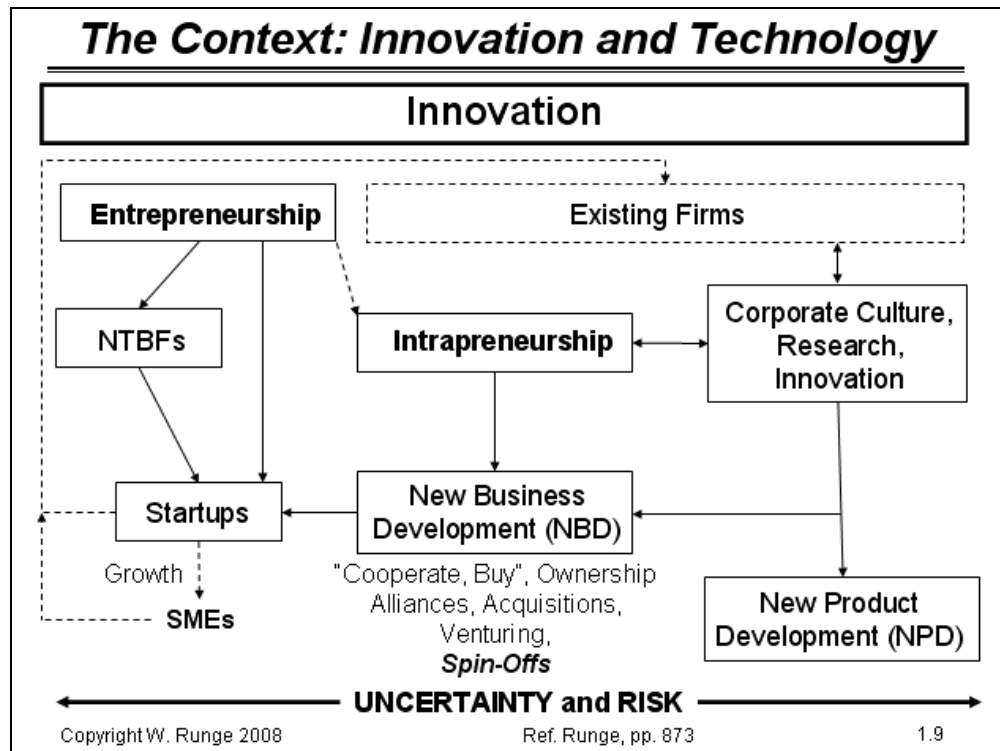 The Context: Innovation and Technology
Innovation
Entrepreneurship
Existing Firms
NTBFs
Intrapreneurship
Corporate Culture,
Research,
Innovation
Startups
New Business
Development (NBD)
Growth
SMEs
"Cooperate, Buy", Ownership
Alliances, Acquisitions,
Venturing,
Spin-Offs
New Product
Development (NPD)
UNCERTAINTY and RISK
Copyright W. Runge 2008
Ref. Runge, pp. 873
1.9